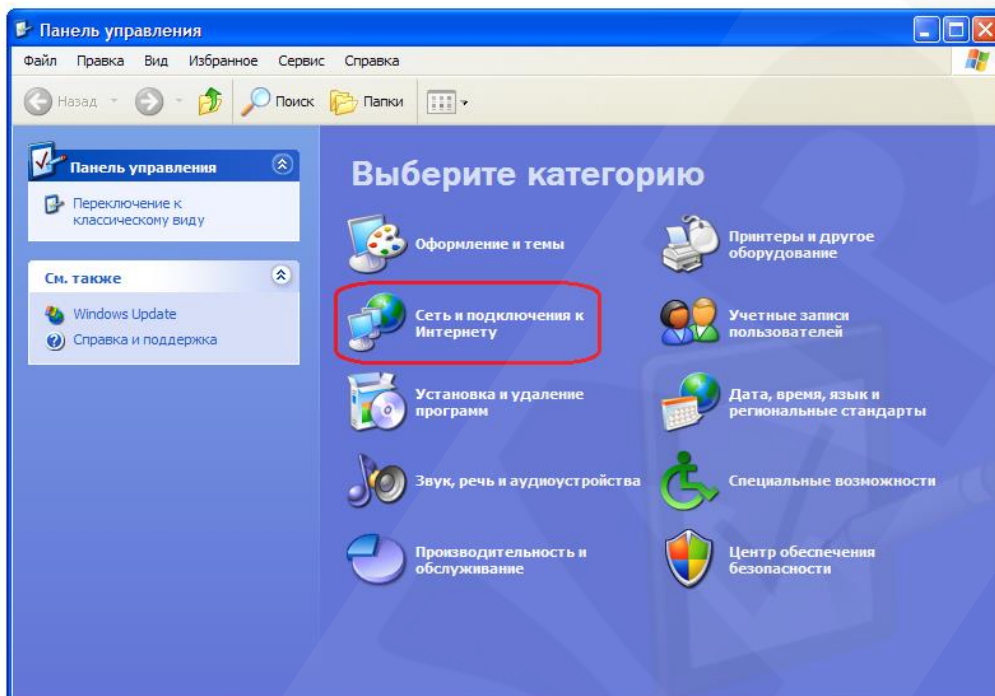 Панель управления
Файл Правка Вид Избранное Сервис Справка
Назад Поиск Папки
Панель управления
Переключение к
классическому виду
См. также
Windows Update
Справка и поддержка
Выберите категорию
Оформление и темы
Принтеры и другое
оборудование
Сеть и подключения к
Интернету
Учетные записи
пользователей
Установка и удаление
программ
Дата, время, язык и
региональные стандарты
Звук, речь и аудиоустройства
Специальные возможности
Производительность и
обслуживание
Центр обеспечения
безопасности